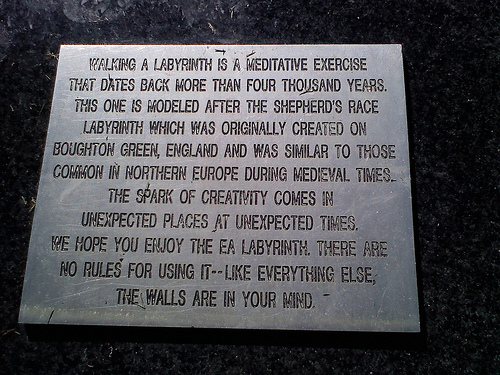 WALKING A LABYRINTH IS A MEDITATIVE EXERCISE
THAT DATES BACK MORE THAN FOUR THOUSAND YEARS.
THIS ONE IS MODELED AFTER THE SHEPHERD'S RACE
LABYRINTH WHICH WAS ORIGINALLY CREATED ON
BOUGHTON GREEN, ENGLAND AND WAS SIMILAR TO THOSE
COMMON IN NORTHERN EUROPE DURING MEDIEVAL TIMES.
THE SPARK OF CREATIVITY COMES IN
UNEXPECTED PLACES AT UNEXPECTED TIMES.
WE HOPE YOU ENJOY THE EA LABYRINTH. THERE ARE
NO RULES FOR USING IT--LIKE EVERYTHING ELSE,
THE WALLS ARE IN YOUR MIND.